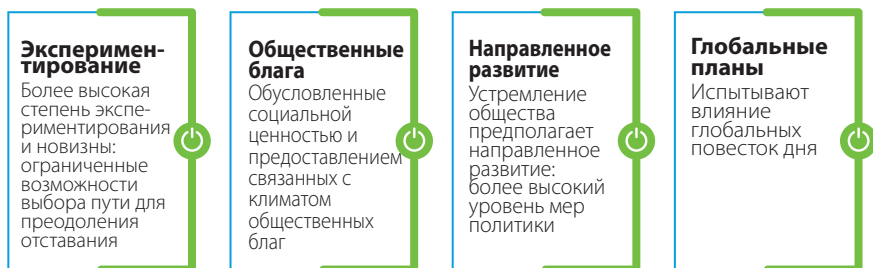 Эксперимен-
тирование
Более высокая
степень экспе-
риментирования
и новизны:
ограниченные
возможности
выбора пути для
преодоления
отставания
Общественные
блага
Обусловленные
социальной
ценностью и
предоставлением
связанных с
климатом
общественных
благ
Направленное
развитие
Устремление
общества
предполагает
направленное
развитие:
более высокий
уровень мер
политики
Глобальные
планы
Испытывают
влияние
глобальных
повесток дня